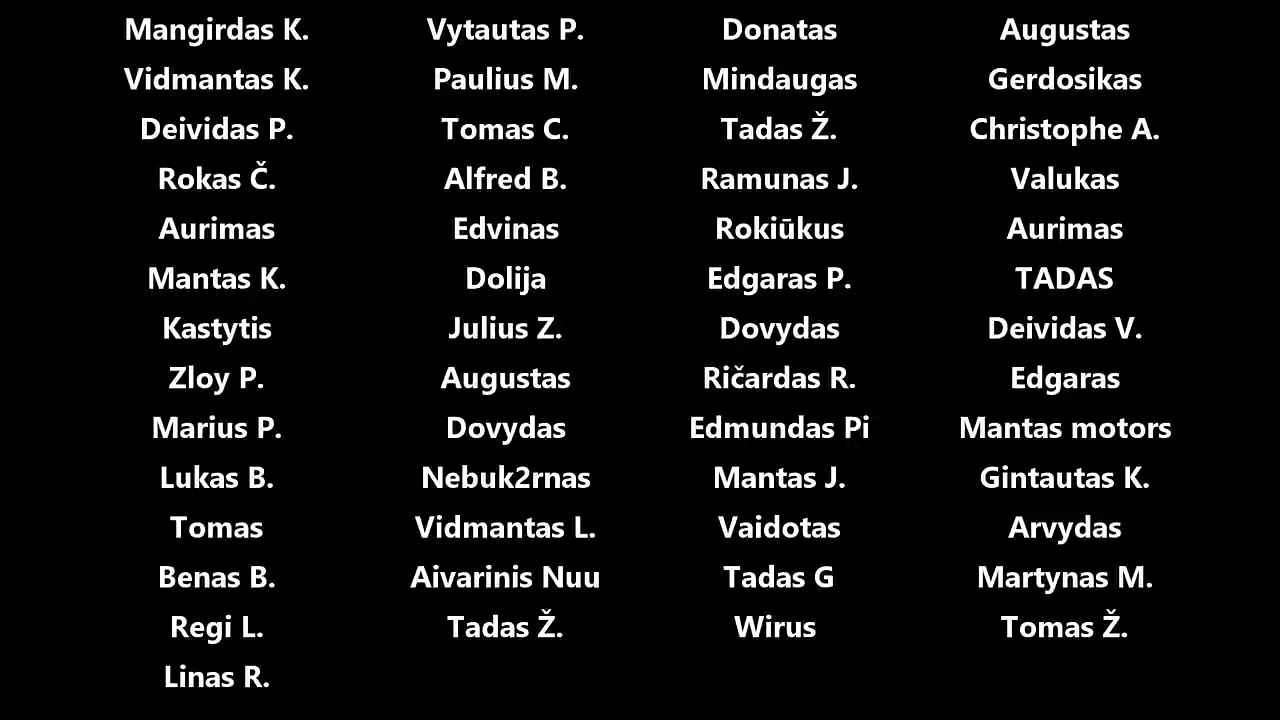 Mangirdas K. Vytautas P. Donatas Augustas
Vidmantas K. Paulius M. Mindaugas Gerdosikas
Deividas P. Tomas C. Tadas Ž. Christophe A.
Rokas Č. Alfred B. Ramunas J. Valukas
Aurimas Edvinas Rokiūkus Aurimas
Mantas K. Dolija Edgaras P. TADAS
Kastytis Julius Z. Dovydas Deividas V.
Zloy P. Augustas Ričardas R. Edgaras
Marius P. Dovydas Edmundas Pi Mantas motors
Lukas B. Nebuk2rnas Mantas J. Gintautas K.
Tomas Vidmantas L. Vaidotas Arvydas
Benas B. Aivarinis Nuu Tadas G Martynas M.
Regi L. Tadas Ž. Wirus Tomas Ž.
Linas R.